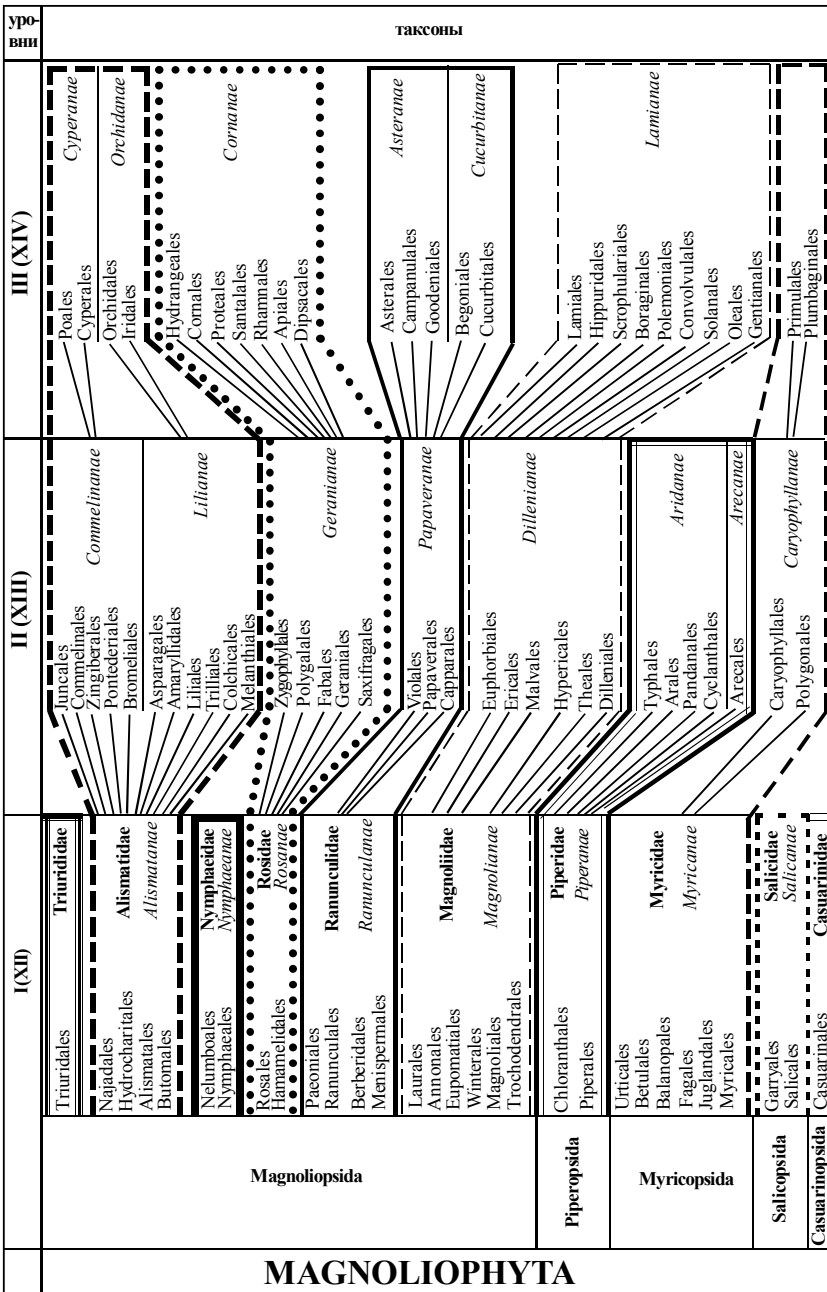 уро-
вни
таксоны
III (XIV)
Cyperanae
Orchidanae
Cornanae
Asteranae
Cucurbitanae
Lamianae
Poales
Cyperales
Orchidales
Iridales
Hydrangeales
Cornales
Proteales
Santalales
Rhamnales
Apiales
Dipsacales
Asterales
Campanulales
Goodeniales
Begoniales
Cucurbitales
Lamiales
Hippuridales
Scrophulariales
Boraginales
Polemoniales
Convolvulales
Solanales
Oleales
Gentianales
Primulales
Plumbaginales
II (XIII)
Commelinanae
Lilianae
Geranianae
Papaveranae
Dillenianae
Aridanae
Arecanae
Caryophyllanae
Juncales
Commelinales
Zingiberales
Pontederiales
Bromeliales
Asparagales
Amaryllidales
Liliales
Trilliales
Colchicales
Melanthiales
Zygophyllales
Polygalales
Fabales
Geraniales
Saxifragales
Violales
Papaverales
Capparales
Euphorbiales
Ericales
Malvales
Hypericales
Theales
Dilleniales
Typhales
Arales
Pandanales
Cyclanthales
Arecales
Caryophyllales
Polygonales
I(XII)
Triurididae
Alismatidae
Alismatanae
Nymphacidae
Nymphaeanae
Rosidae
Rosanae
Ranunculidae
Ranunculanae
Magnoliidae
Magnolianae
Piperidae
Piperanae
Myricidae
Myricanae
Salicidae
Salicanae
Casuarinidae
Triuridales
Najadales
Hydrocharitales
Alismatales
Butomales
Nelumboales
Nymphaeales
Rosales
Hamamelidales
Paeoniales
Ranunculales
Berberidales
Menispermales
Laurales
Annonales
Eupomatiales
Winterales
Magnoliales
Trochodendrales
Chloranthales
Piperales
Urticales
Betulales
Balanopales
Fagales
Juglandales
Myricales
Garryales
Salicales
Casuarinales
Magnoliopsida
Piperopsida
Myricopsida
Salicopsida
Casuarinopsida
MAGNOLIOPHYTA